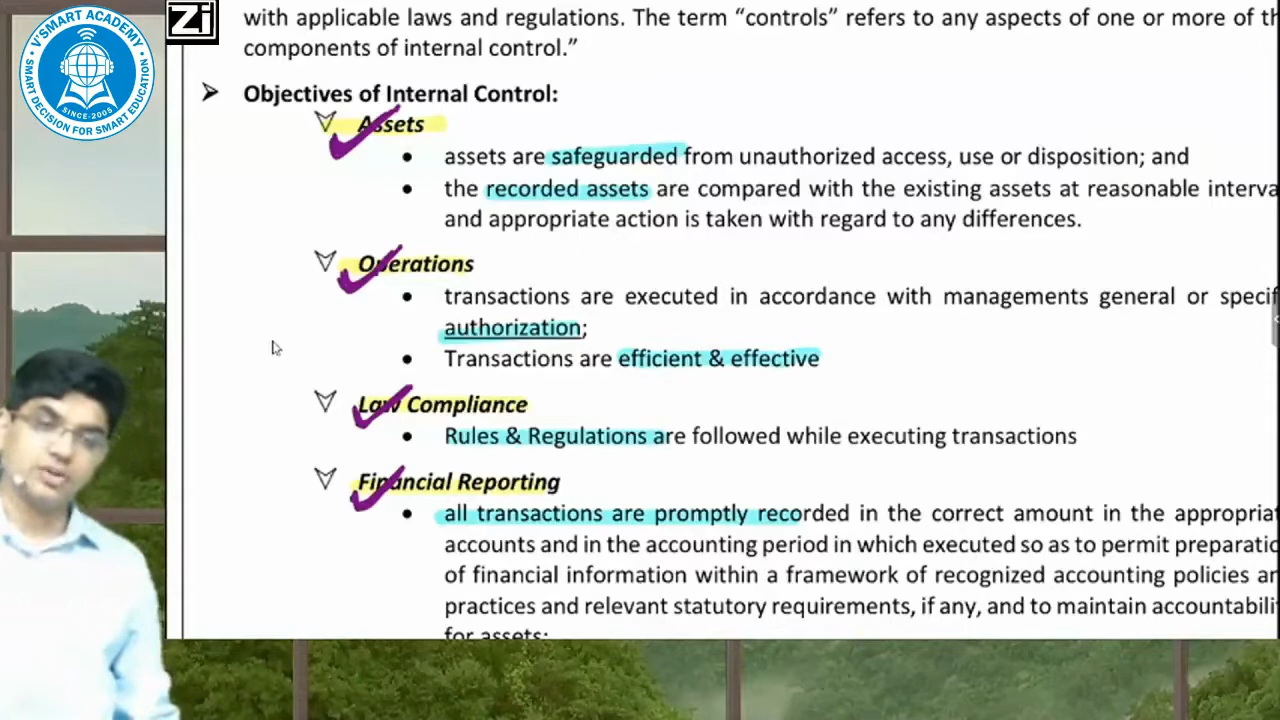 V'SMART ACADEMY
SINCE-2005
SMART DECISION FOR SMART EDUCATION
Zi
with applicable laws and regulations. The term “controls” refers to any aspects of one or more of th
components of internal control.”
Objectives of Internal Control:
Assets
assets are safeguarded from unauthorized access, use or disposition; and
the recorded assets are compared with the existing assets at reasonable interva
and appropriate action is taken with regard to any differences.
Operations
transactions are executed in accordance with managements general or specif
authorization;
Transactions are efficient & effective
Law Compliance
Rules & Regulations are followed while executing transactions
Financial Reporting
all transactions are promptly recorded in the correct amount in the appropriat
accounts and in the accounting period in which executed so as to permit preparatio
of financial information within a framework of recognized accounting policies an
practices and relevant statutory requirements, if any, and to maintain accountabili
for assets;